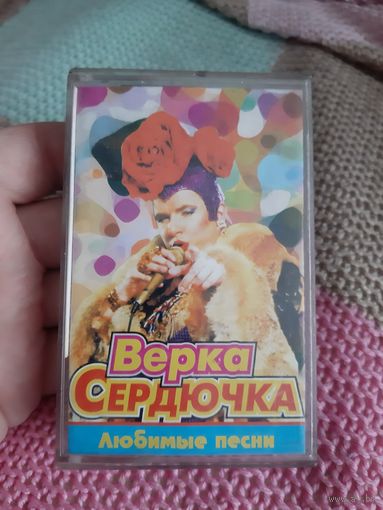 Верка
Сердючка
Любимые песни